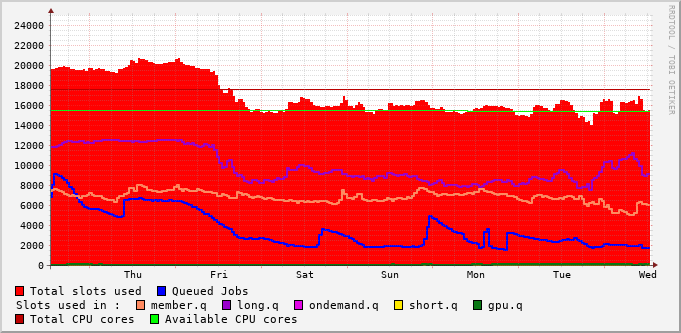 RRDTOOL / TOBI OETIKER
24000
22000
20000
18000
16000
14000
12000
10000
8000
6000
4000
2000
0
Thu Fri Sat Sun Mon Tue Wed
Total slots used Queued Jobs
Slots used in : member.q long.q ondemand.q short.q gpu.q
Total CPU cores Available CPU cores